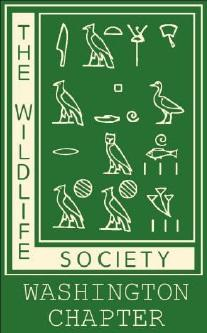 THE WILDLIFE
SOCIETY
WASHINGTON
CHAPTER